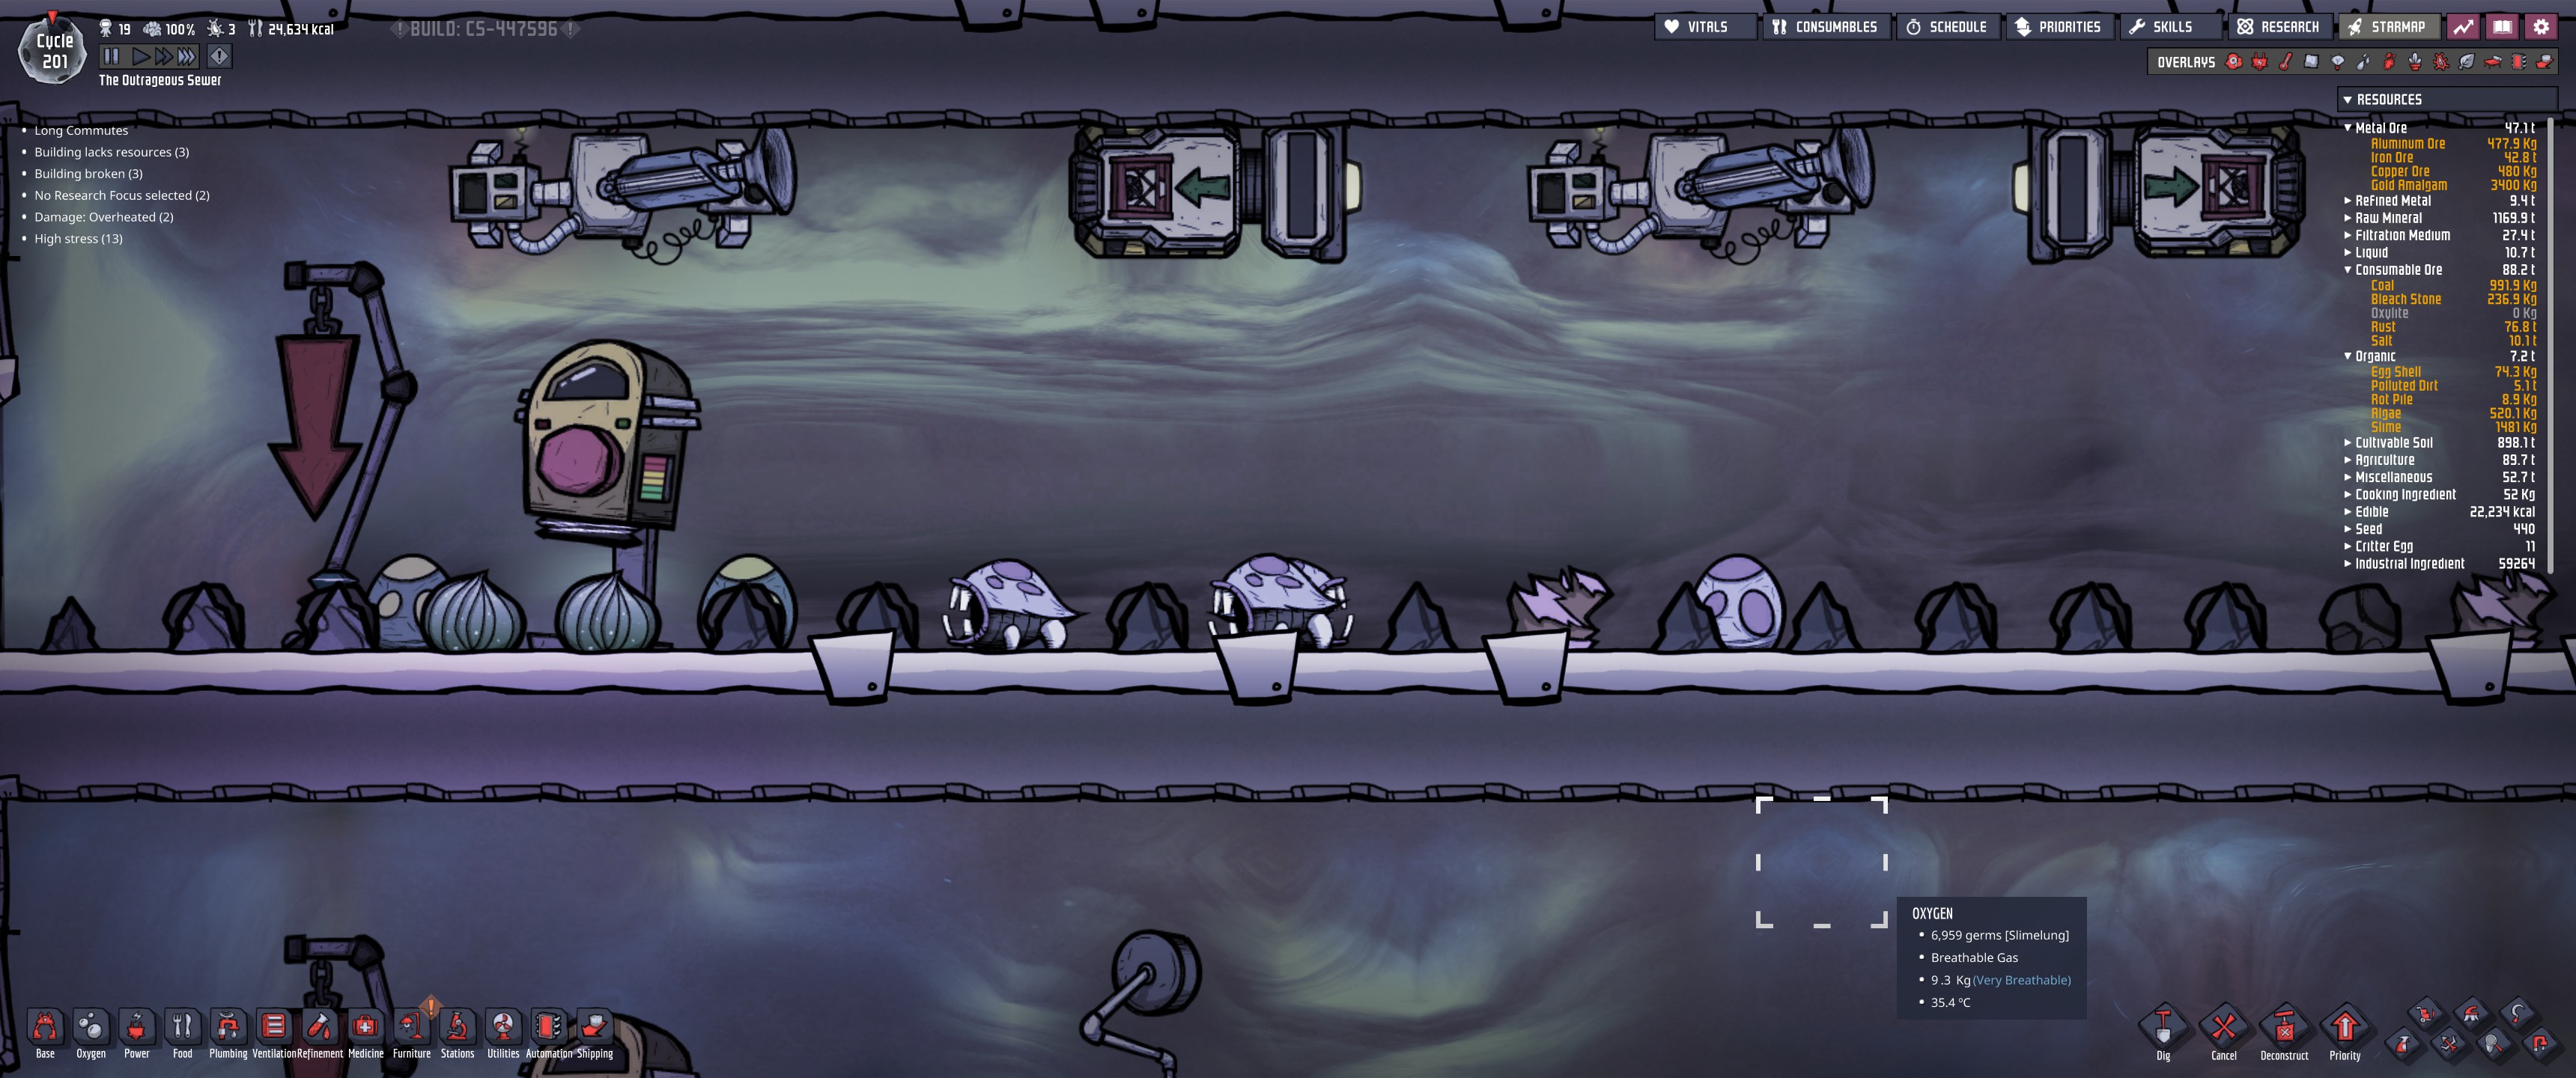 Cycle
201
19
100%
3
24,634 kcal
BUILD: CS-447596
The Outrageous Sewer
VITALS
CONSUMABLES
SCHEDULE
PRIORITIES
SKILLS
RESEARCH
STARMAP
OVERLAYS
• Long Commutes
• Building lacks resources (3)
• Building broken (3)
• No Research Focus selected (2)
• Damage: Overheated (2)
• High stress (13)
RESOURCES
Metal Ore 47.1 t
Aluminum Ore 477.9 Kg
Iron Ore 42.8 t
Copper Ore 480 Kg
Gold Amalgam 3400 Kg
Refined Metal 9.4 t
Raw Mineral 1169.9 t
Filtration Medium 27.4 t
Liquid 10.7 t
Consumable Ore 88.2 t
Coal 991.9 Kg
Bleach Stone 236.9 Kg
Oxylite 0 Kg
Rust 76.8 t
Salt 10.1 t
Organic 7.2 t
Egg Shell 74.3 Kg
Polluted Dirt 5.1 t
Rot Pile 8.9 Kg
Algae 520.1 Kg
Slime 1481 Kg
Cultivable Soil 898.1 t
Agriculture 89.7 t
Miscellaneous 52.7 t
Cooking Ingredient 52 Kg
Edible 22,234 kcal
Seed 440
Critter Egg 11
Industrial Ingredient 59264
OXYGEN
• 6,959 germs [Slimelung]
• Breathable Gas
• 9.3 Kg (Very Breathable)
• 35.4 ºC
Base
Oxygen
Power
Food
Plumbing
Ventilation
Refinement
Medicine
Furniture
Stations
Utilities
Automation
Shipping
Dig
Cancel
Deconstruct
Priority